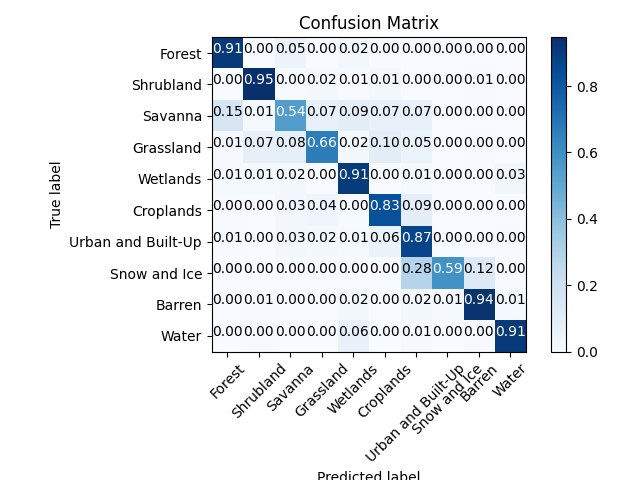 Confusion Matrix
True label
Forest 0.91 0.00 0.05 0.00 0.02 0.00 0.00 0.00 0.00 0.00
Shrubland 0.00 0.95 0.00 0.02 0.01 0.01 0.00 0.00 0.01 0.00
Savanna 0.15 0.01 0.54 0.07 0.09 0.07 0.07 0.00 0.00 0.00
Grassland 0.01 0.07 0.08 0.66 0.02 0.10 0.05 0.00 0.00 0.00
Wetlands 0.01 0.01 0.02 0.00 0.91 0.00 0.01 0.00 0.00 0.03
Croplands 0.00 0.00 0.03 0.04 0.00 0.83 0.09 0.00 0.00 0.00
Urban and Built-Up 0.01 0.00 0.03 0.02 0.01 0.06 0.87 0.00 0.00 0.00
Snow and Ice 0.00 0.00 0.00 0.00 0.00 0.00 0.28 0.59 0.12 0.00
Barren 0.00 0.01 0.00 0.00 0.02 0.00 0.02 0.01 0.94 0.01
Water 0.00 0.00 0.00 0.00 0.06 0.00 0.01 0.00 0.00 0.91
Forest
Shrubland
Savanna
Grassland
Wetlands
Croplands
Urban and Built-Up
Snow and Ice
Barren
Water
Predicted label
0.8
0.6
0.4
0.2
0.0